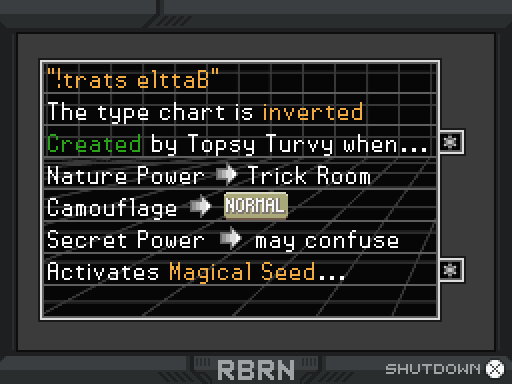 "!trats elttaB"
The type chart is inverted
Created by Topsy Turvy when...
Nature Power ➡ Trick Room
Camouflage ➡ NORMAL
Secret Power ➡ may confuse
Activates Magical Seed...
RBRN
SHUTDOWN